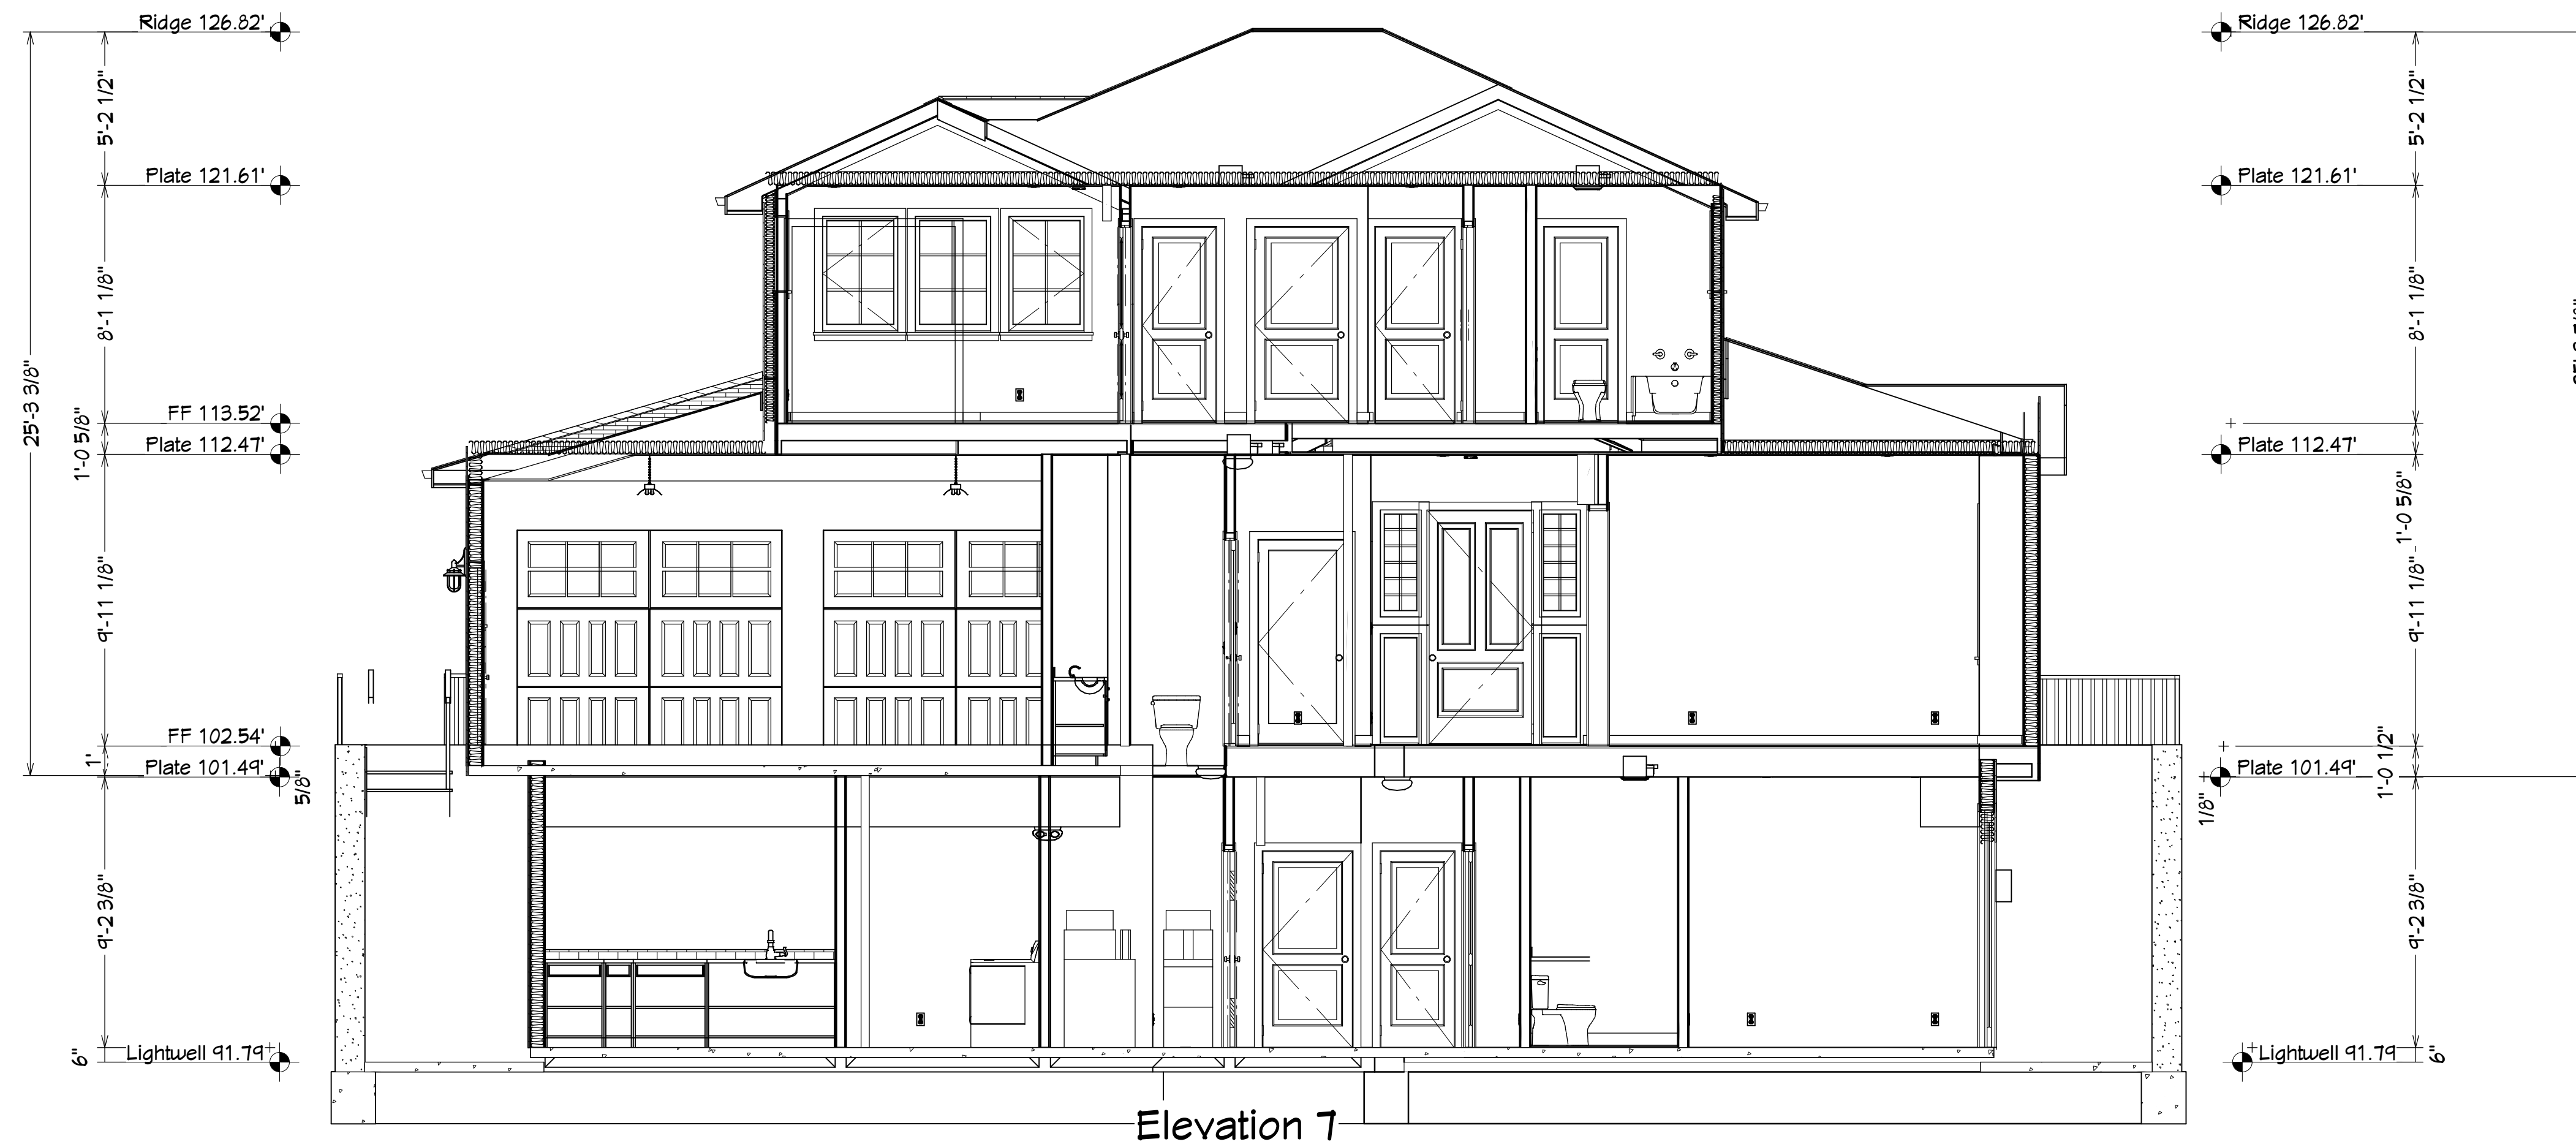 Ridge 126.82'
Ridge 126.82'
5'-2 1/2"
5'-2 1/2"
Plate 121.61'
Plate 121.61'
8'-1 1/8"
8'-1 1/8"
25'-3 3/8"
FF 113.52'
1'-0 5/8"
Plate 112.47'
Plate 112.47'
1'-0 5/8"
9'-11 1/8"
9'-11 1/8"
FF 102.54'
1'
Plate 101.49'
Plate 101.49'
1'-0 1/2"
5/8"
1/8"
9'-2 3/8"
9'-2 3/8"
Lightwell 91.79
Lightwell 91.79
6"
6"
Elevation 7